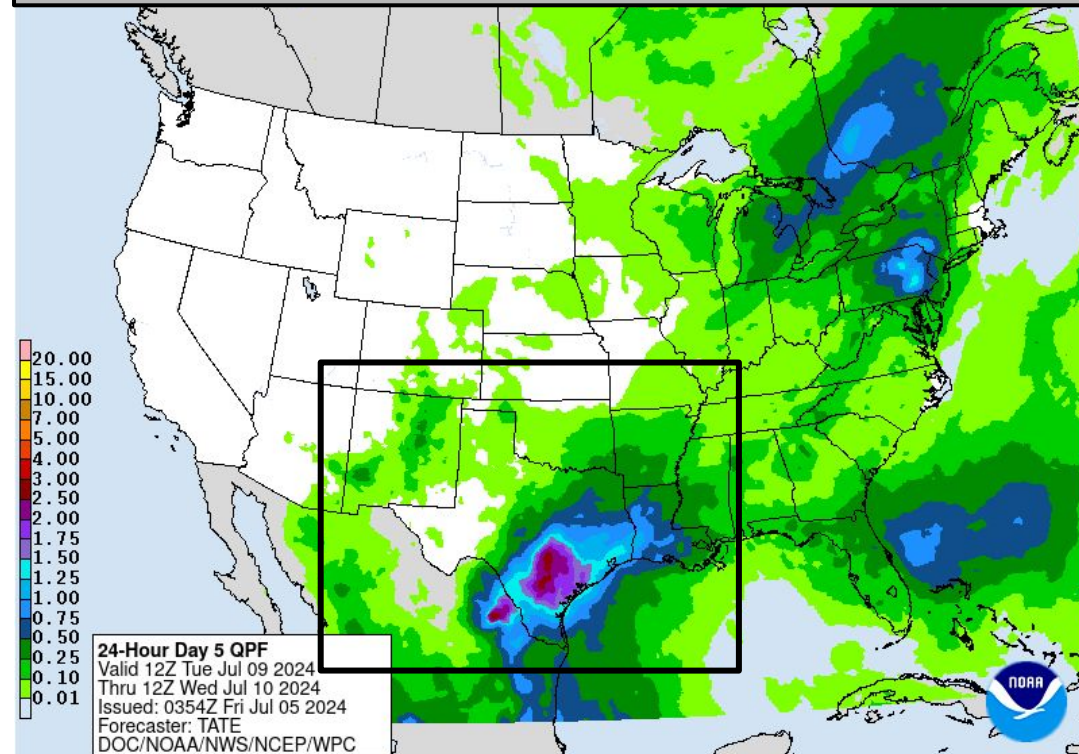 20.00
15.00
10.00
7.00
5.00
4.00
3.00
2.50
2.00
1.75
1.50
1.25
1.00
0.75
0.50
0.25
0.10
0.01
24-Hour Day 5 QPF
Valid 12Z Tue Jul 09 2024
Thru 12Z Wed Jul 10 2024
Issued: 0354Z Fri Jul 05 2024
Forecaster: TATE
DOC/NOAA/NWS/NCEP/WPC
NOAA